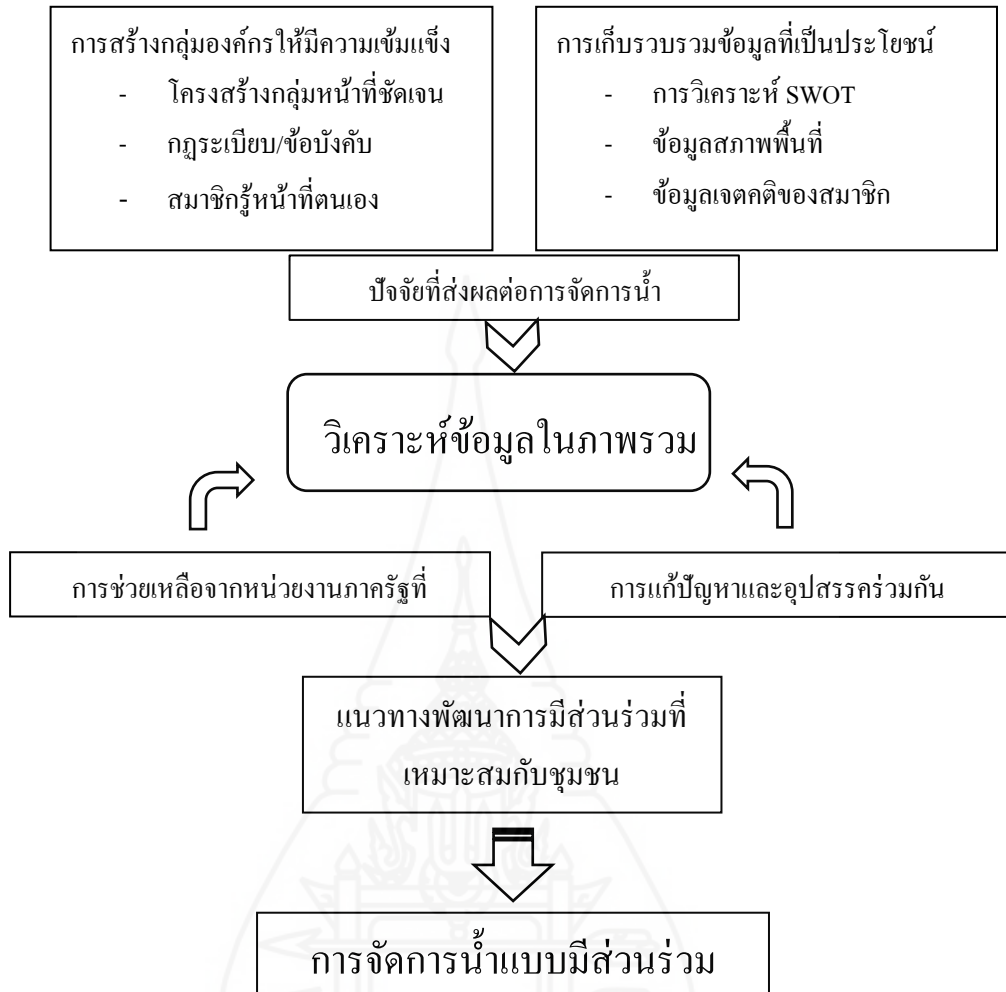 การสร้างกลุ่มองค์กรให้มีความเข้มแข็ง
- โครงสร้างกลุ่มหน้าที่ชัดเจน
- กฎระเบียบ/ข้อบังคับ
- สมาชิกรู้หน้าที่ตนเอง
การเก็บรวบรวมข้อมูลที่เป็นประโยชน์
- การวิเคราะห์ SWOT
- ข้อมูลสภาพพื้นที่
- ข้อมูลเจตคติของสมาชิก
ปัจจัยที่ส่งผลต่อการจัดการน้ำ
วิเคราะห์ข้อมูลในภาพรวม
การช่วยเหลือจากหน่วยงานภาครัฐที่
การแก้ปัญหาและอุปสรรคร่วมกัน
แนวทางพัฒนาการมีส่วนร่วมที่
เหมาะสมกับชุมชน
การจัดการน้ำแบบมีส่วนร่วม